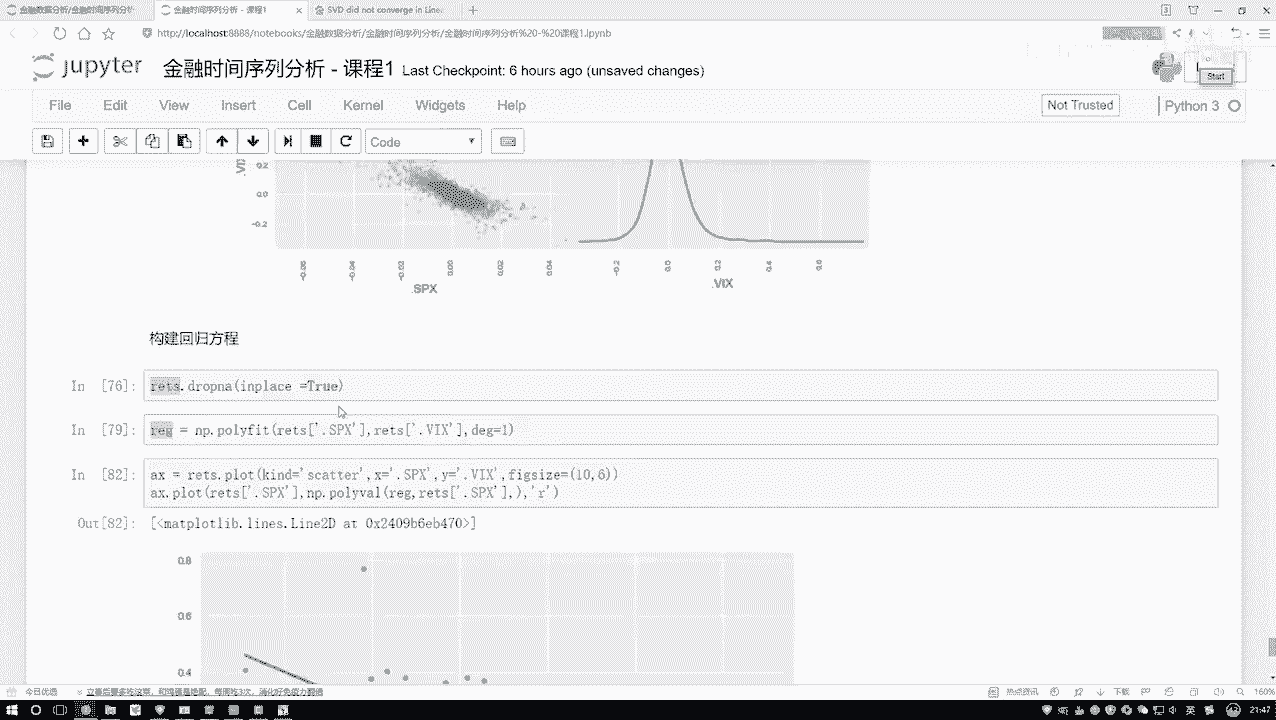 金融数据分析/金融时间序列分析
金融时间序列分析 - 课程1
SVD did not converge in Line
http://localhost:8888/notebooks/金融数据分析/金融时间序列分析/金融时间序列分析%20-%20课程1.ipynb
jupyter 金融时间序列分析 - 课程1 Last Checkpoint: 6 hours ago (unsaved changes)
Start
File Edit View Insert Cell Kernel Widgets Help
Not Trusted
Python 3
Code
0.2
0.0
-0.2
-0.06 -0.04 -0.02 0.00 0.02 0.04
-0.2 0.0 0.2 0.4 0.6
.SPX
.VIX
构建回归方程
In [76]: rets.dropna(inplace =True)
In [79]: reg = np.polyfit(rets['.SPX'],rets['.VIX'],deg=1)
In [82]: ax = rets.plot(kind='scatter',x='.SPX',y='.VIX',figsize=(10,6))
ax.plot(rets['.SPX'],np.polyval(reg,rets['.SPX'],),'r')
Out[82]: [<matplotlib.lines.Line2D at 0x2409b6eb470>]
0.8
0.6
0.4
今日优选
热点资讯
下载
160%
英
21:47